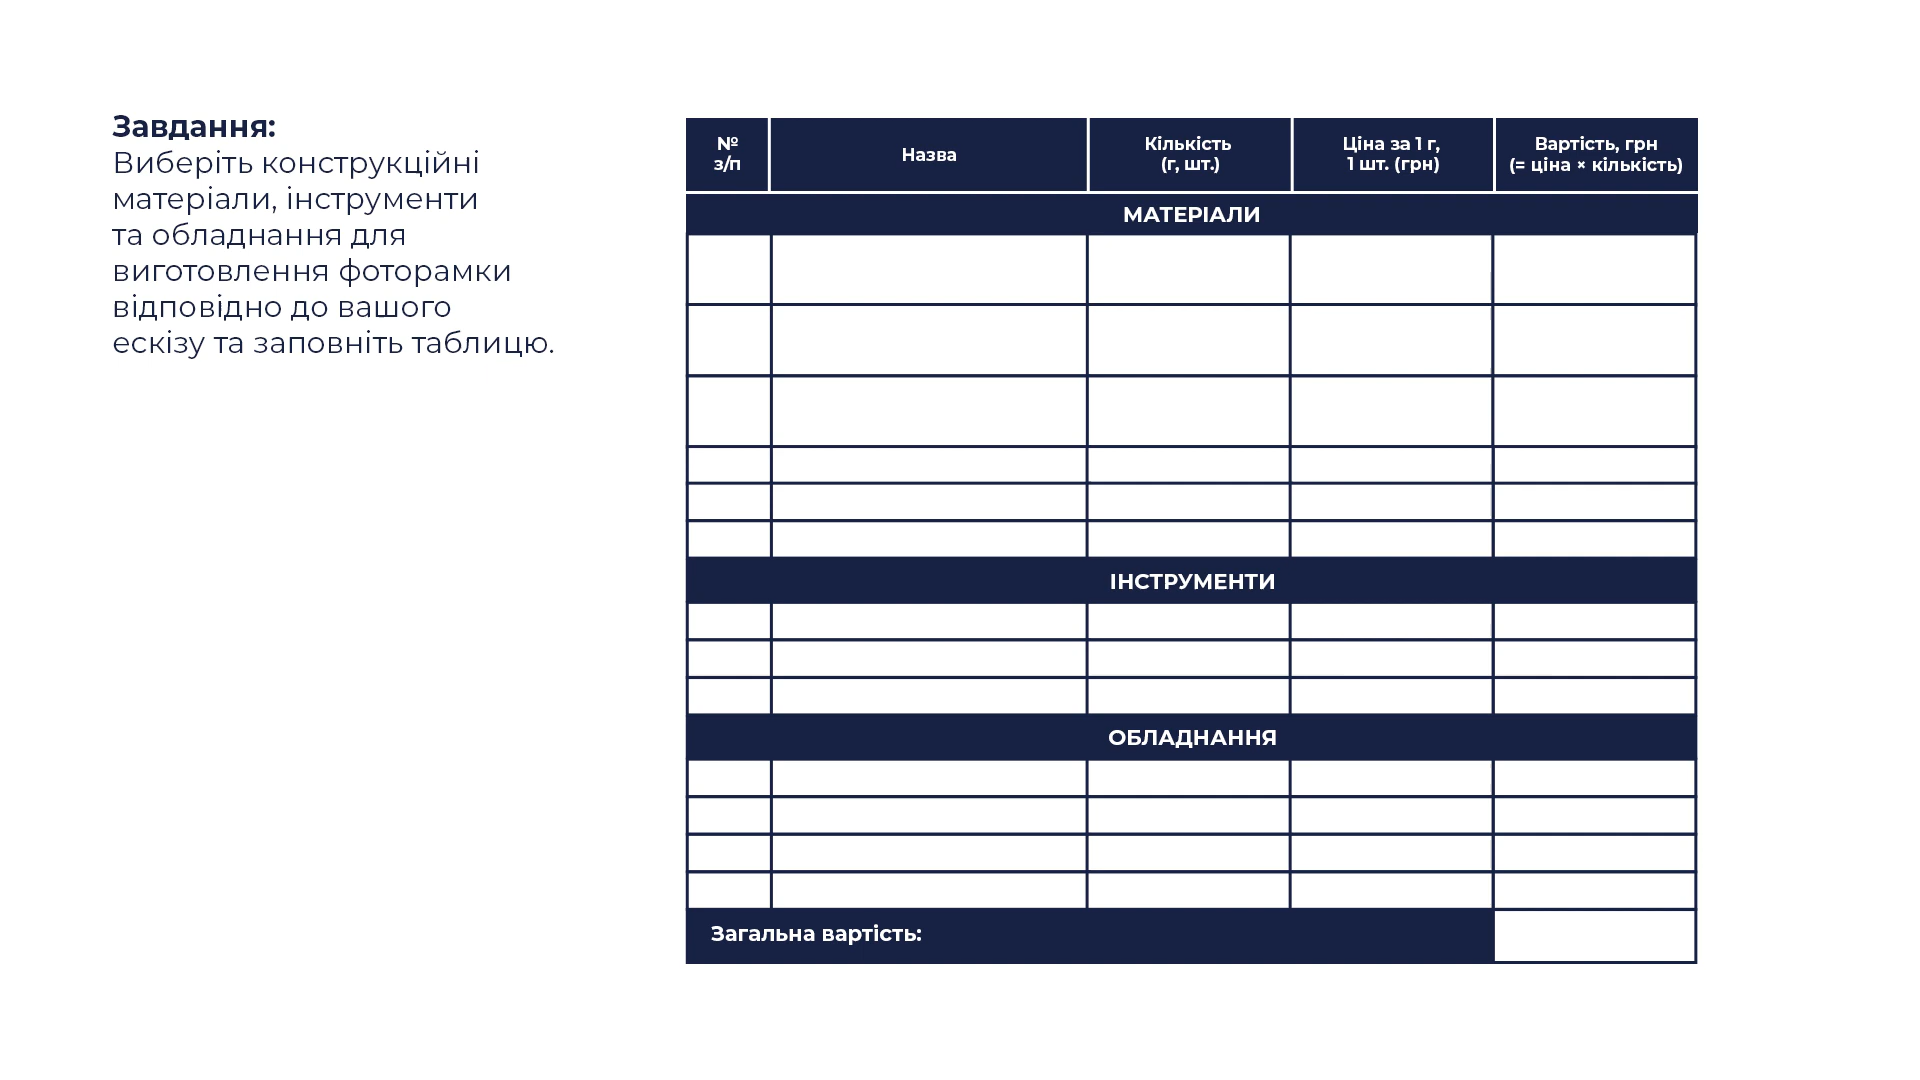 Завдання:
Виберіть конструкційні
матеріали, інструменти
та обладнання для
виготовлення фоторамки
відповідно до вашого
ескізу та заповніть таблицю.
№
з/п
Назва
Кількість
(г, шт.)
Ціна за 1 г,
1 шт. (грн)
Вартість, грн
(= ціна × кількість)
МАТЕРІАЛИ
ІНСТРУМЕНТИ
ОБЛАДНАННЯ
Загальна вартість: